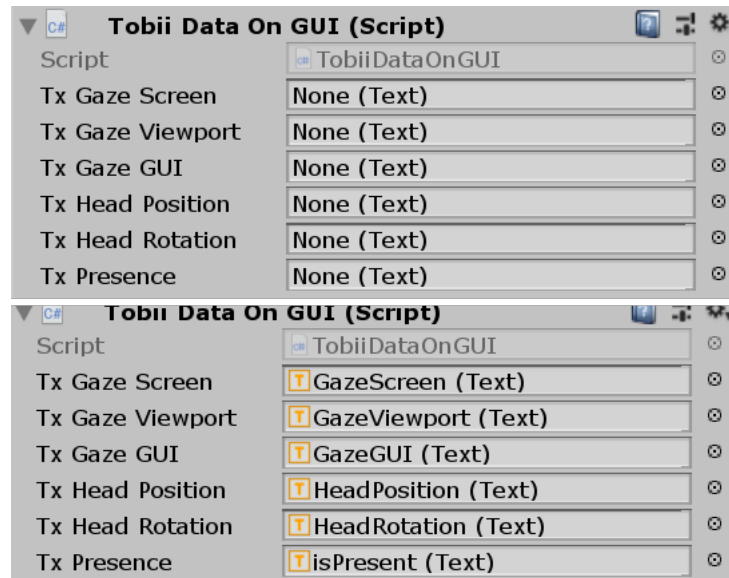 C# Tobii Data On GUI (Script)
Script C# TobiiDataOnGUI
Tx Gaze Screen None (Text)
Tx Gaze Viewport None (Text)
Tx Gaze GUI None (Text)
Tx Head Position None (Text)
Tx Head Rotation None (Text)
Tx Presence None (Text)
C# Tobii Data On GUI (Script)
Script C# TobiiDataOnGUI
Tx Gaze Screen T GazeScreen (Text)
Tx Gaze Viewport T GazeViewport (Text)
Tx Gaze GUI T GazeGUI (Text)
Tx Head Position T HeadPosition (Text)
Tx Head Rotation T HeadRotation (Text)
Tx Presence T isPresent (Text)